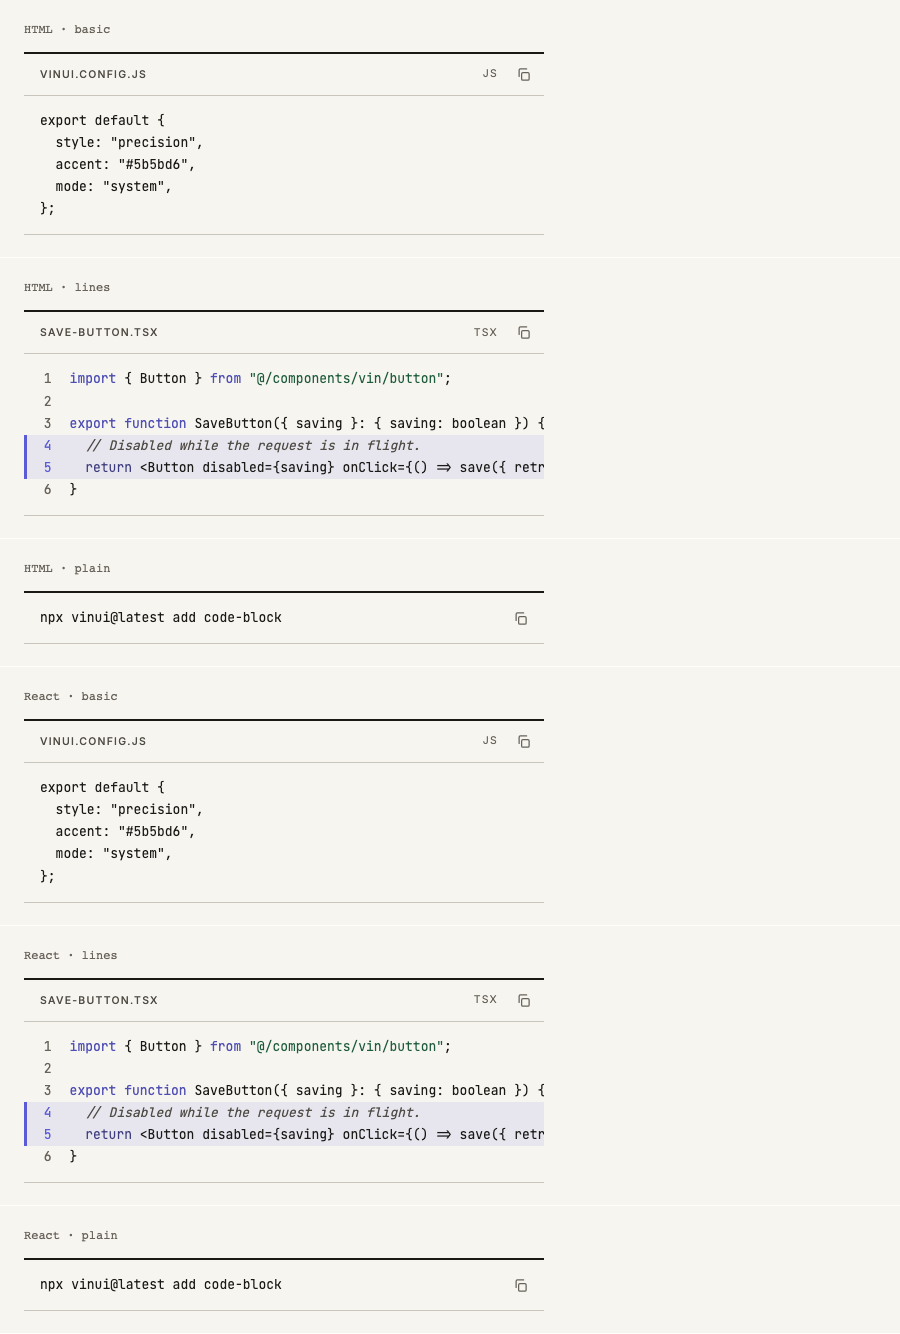 HTML · basic
VINUI.CONFIG.JS JS
export default {
  style: "precision",
  accent: "#5b5bd6",
  mode: "system",
};
HTML · lines
SAVE-BUTTON.TSX TSX
1 import { Button } from "@/components/vin/button";
2
3 export function SaveButton({ saving }: { saving: boolean }) {
4   // Disabled while the request is in flight.
5   return <Button disabled={saving} onClick={() => save({ retr
6 }
HTML · plain
npx vinui@latest add code-block
React · basic
VINUI.CONFIG.JS JS
export default {
  style: "precision",
  accent: "#5b5bd6",
  mode: "system",
};
React · lines
SAVE-BUTTON.TSX TSX
1 import { Button } from "@/components/vin/button";
2
3 export function SaveButton({ saving }: { saving: boolean }) {
4   // Disabled while the request is in flight.
5   return <Button disabled={saving} onClick={() => save({ retr
6 }
React · plain
npx vinui@latest add code-block